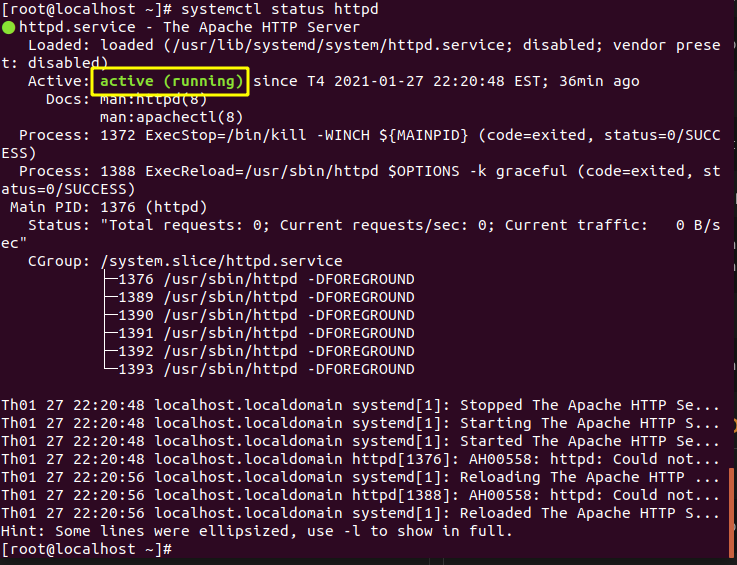 [root@localhost ~]# systemctl status httpd
● httpd.service - The Apache HTTP Server
   Loaded: loaded (/usr/lib/systemd/system/httpd.service; disabled; vendor prese
t: disabled)
   Active: active (running) since T4 2021-01-27 22:20:48 EST; 36min ago
     Docs: man:httpd(8)
           man:apachectl(8)
  Process: 1372 ExecStop=/bin/kill -WINCH ${MAINPID} (code=exited, status=0/SUCC
ESS)
  Process: 1388 ExecReload=/usr/sbin/httpd $OPTIONS -k graceful (code=exited, st
atus=0/SUCCESS)
 Main PID: 1376 (httpd)
   Status: "Total requests: 0; Current requests/sec: 0; Current traffic:   0 B/s
ec"
   CGroup: /system.slice/httpd.service
           ├─1376 /usr/sbin/httpd -DFOREGROUND
           ├─1389 /usr/sbin/httpd -DFOREGROUND
           ├─1390 /usr/sbin/httpd -DFOREGROUND
           ├─1391 /usr/sbin/httpd -DFOREGROUND
           ├─1392 /usr/sbin/httpd -DFOREGROUND
           └─1393 /usr/sbin/httpd -DFOREGROUND

Th01 27 22:20:48 localhost.localdomain systemd[1]: Stopped The Apache HTTP Se...
Th01 27 22:20:48 localhost.localdomain systemd[1]: Starting The Apache HTTP S...
Th01 27 22:20:48 localhost.localdomain systemd[1]: Started The Apache HTTP Se...
Th01 27 22:20:48 localhost.localdomain httpd[1376]: AH00558: httpd: Could not...
Th01 27 22:20:56 localhost.localdomain systemd[1]: Reloading The Apache HTTP ...
Th01 27 22:20:56 localhost.localdomain httpd[1388]: AH00558: httpd: Could not...
Th01 27 22:20:56 localhost.localdomain systemd[1]: Reloaded The Apache HTTP S...
Hint: Some lines were ellipsized, use -l to show in full.
[root@localhost ~]#